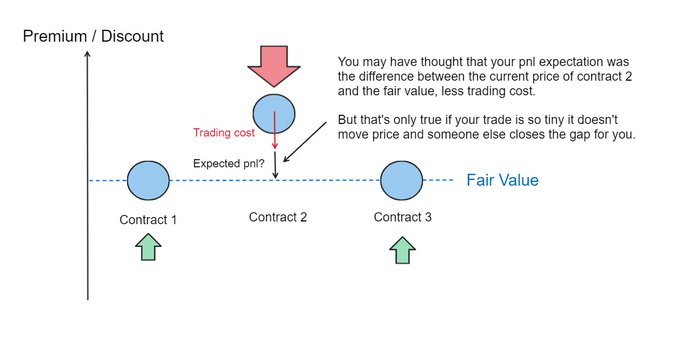 Premium / Discount
You may have thought that your pnl expectation was
the difference between the current price of contract 2
and the fair value, less trading cost.
But that's only true if your trade is so tiny it doesn't
move price and someone else closes the gap for you.
Trading cost
Expected pnl?
Fair Value
Contract 1
Contract 2
Contract 3